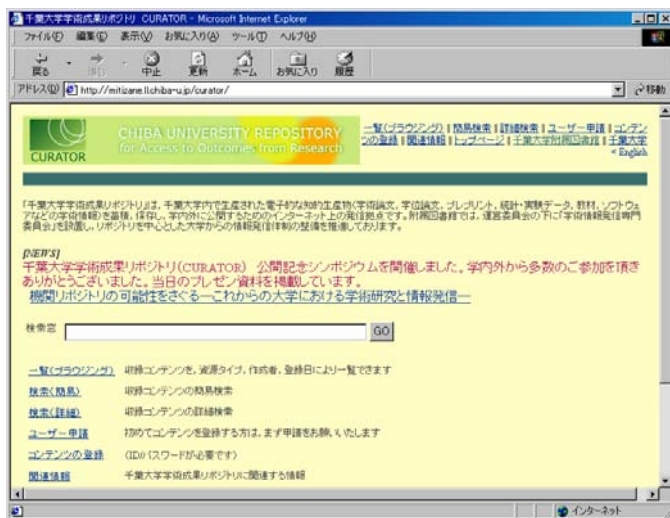 千葉大学学術成果リポジトリ CURATOR - Microsoft Internet Explorer
ファイル(F) 編集(E) 表示(V) お気に入り(A) ツール(T) ヘルプ(H)
戻る 進む 中止 更新 ホーム お気に入り 履歴
アドレス(D) http://mitizane.ll.chiba-u.jp/curator/ 移動
CURATOR
CHIBA UNIVERSITY REPOSITORY
for Access to Outcomes from Research
一覧(ブラウジング) | 簡易検索 | 詳細検索 | ユーザー申請 | コンテン
ツの登録 | 関連情報 | トップページ | 千葉大学附属図書館 | 千葉大学
« English
「千葉大学学術成果リポジトリ」は、千葉大学内で生産された電子的な知的生産物(学術論文、学位論文、プレプリント、統計・実験データ、教材、ソフトウェ
アなどの学術情報)を蓄積、保存し、学内外に公開するためのインターネット上の発信拠点です。附属図書館では、運営委員会の下に「学術情報発信専門
委員会」を設置し、リポジトリを中心とした大学からの情報発信体制の整備を推進しております。
[NEWS]
千葉大学学術成果リポジトリ(CURATOR) 公開記念シンポジウムを開催しました。学内外から多数のご参加を頂き
ありがとうございました。当日のプレゼン資料を掲載しています。
機関リポジトリの可能性をさぐる―これからの大学における学術研究と情報発信―
検索窓 GO
一覧(ブラウジング) 収録コンテンツを、資源タイプ、作成者、登録日により一覧できます
検索(簡易) 収録コンテンツの簡易検索
検索(詳細) 収録コンテンツの詳細検索
ユーザー申請 初めてコンテンツを登録する方は、まず申請をお願いいたします
コンテンツの登録 (ID/パスワードが必要です)
関連情報 千葉大学学術成果リポジトリに関連する情報
インターネット